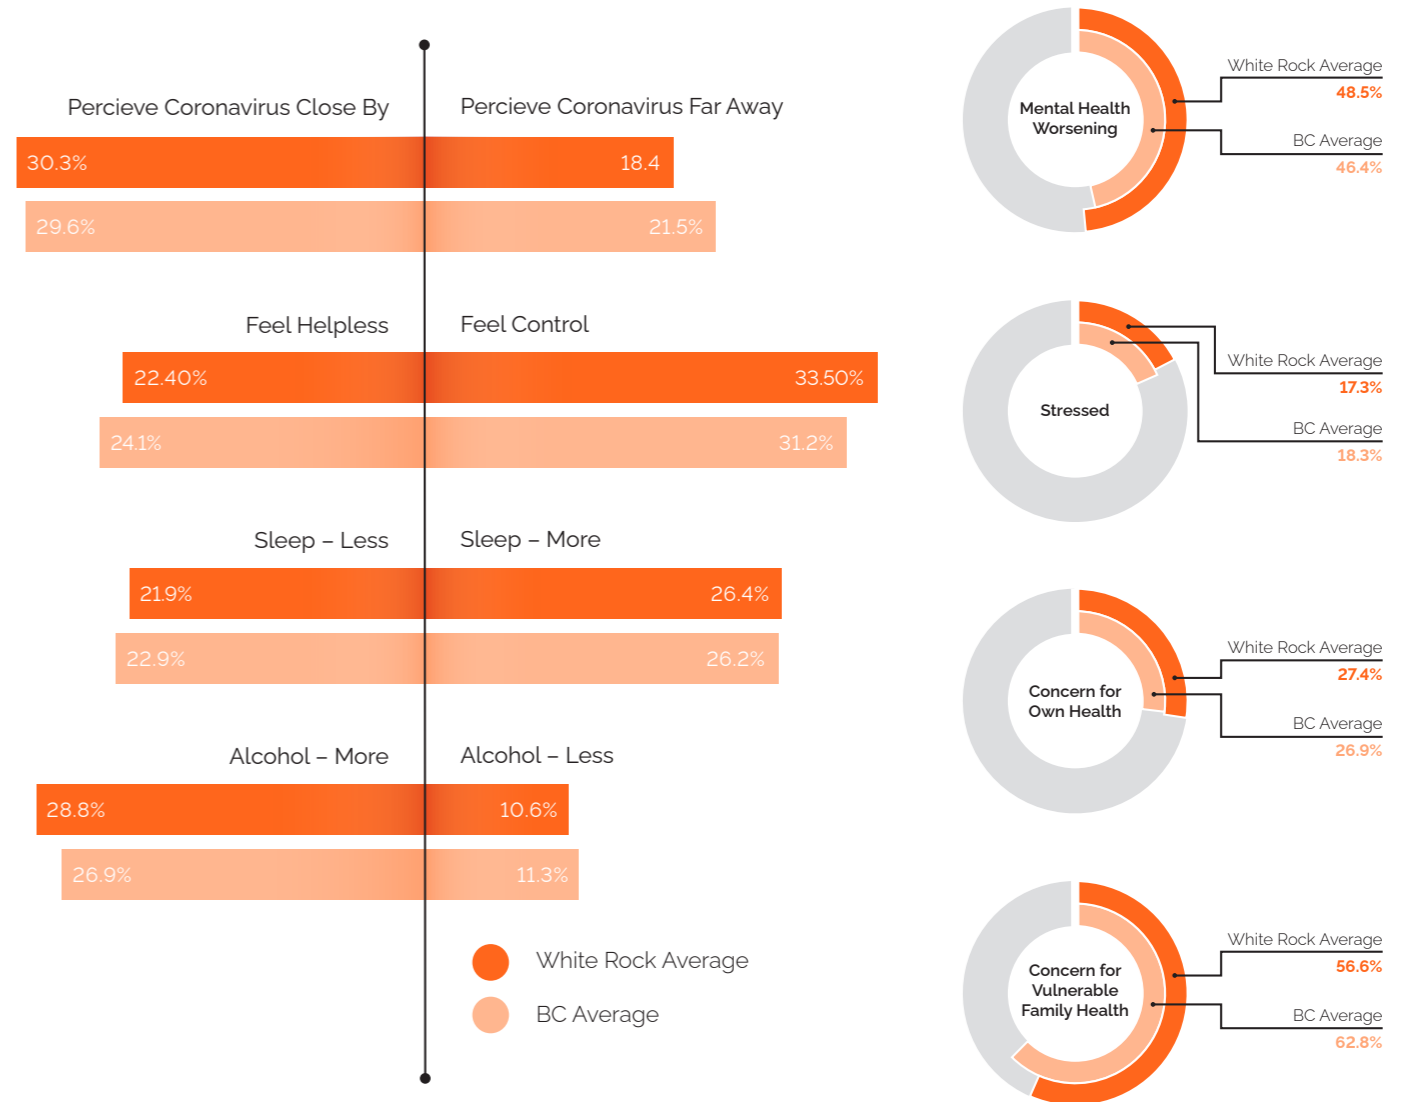 Percieve Coronavirus Close By
Percieve Coronavirus Far Away
30.3%
18.4
29.6%
21.5%
Feel Helpless
Feel Control
22.40%
33.50%
24.1%
31.2%
Sleep – Less
Sleep – More
21.9%
26.4%
22.9%
26.2%
Alcohol – More
Alcohol – Less
28.8%
10.6%
26.9%
11.3%
White Rock Average
BC Average
Mental Health
Worsening
White Rock Average
48.5%
BC Average
46.4%
Stressed
White Rock Average
17.3%
BC Average
18.3%
Concern for
Own Health
White Rock Average
27.4%
BC Average
26.9%
Concern for
Vulnerable
Family Health
White Rock Average
56.6%
BC Average
62.8%